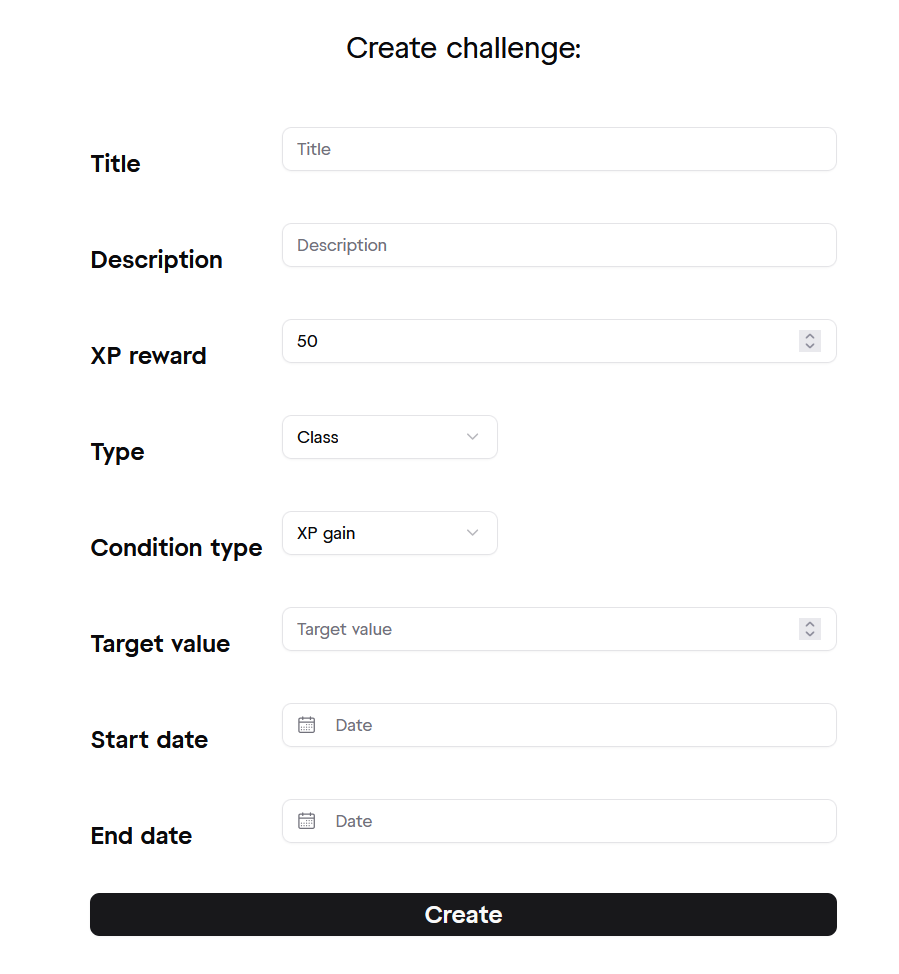 Create challenge:
Title
Title
Description
Description
XP reward
50
Type
Class
Condition type
XP gain
Target value
Target value
Start date
Date
End date
Date
Create